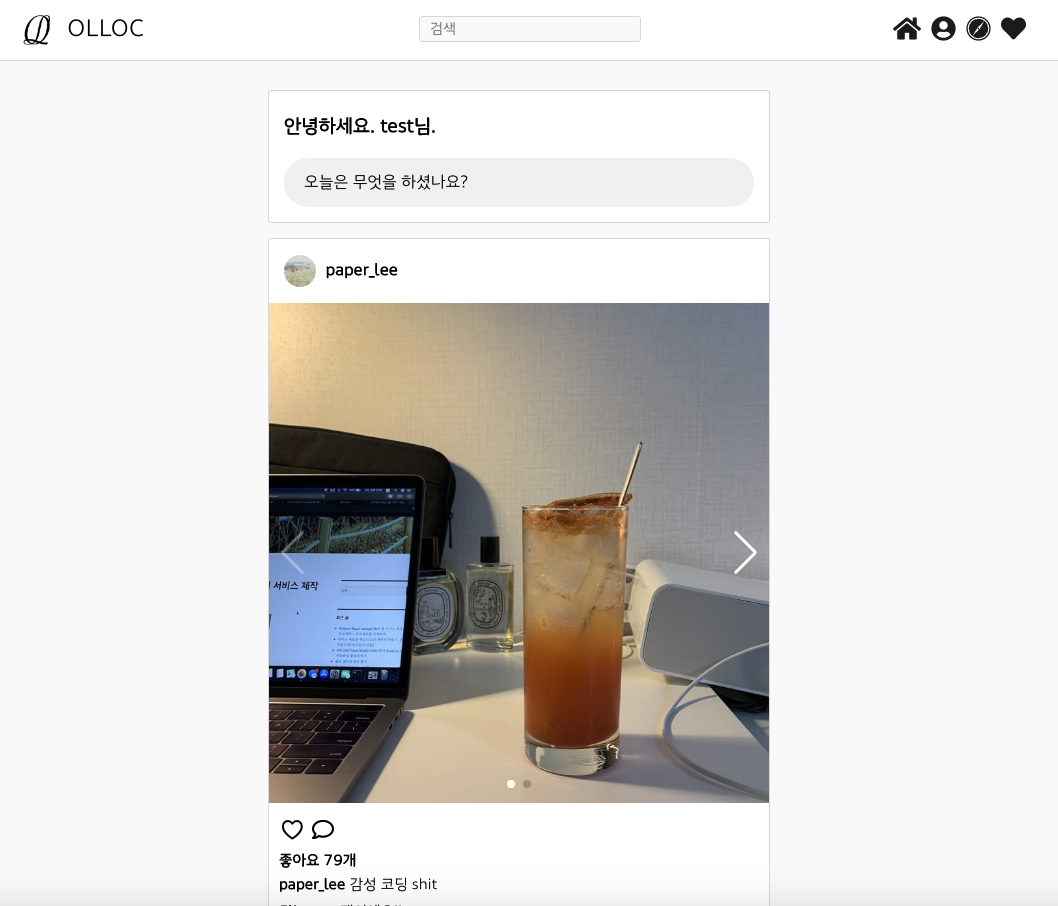 OLLOC
검색
안녕하세요. test님.
오늘은 무엇을 하셨나요?
paper_lee
서비스 제작
좋아요 79개
paper_lee 감성 코딩 shit